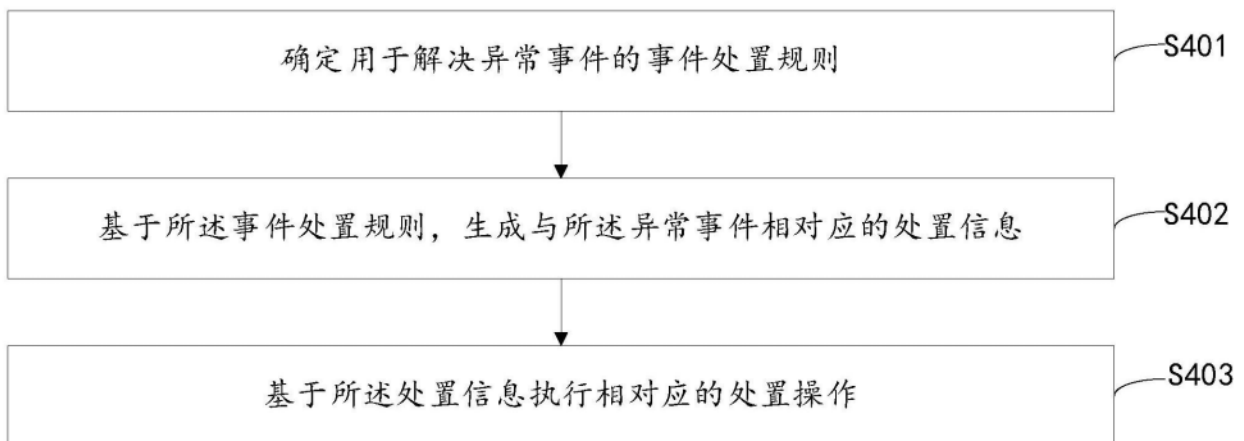 确定用于解决异常事件的事件处置规则
S401
基于所述事件处置规则，生成与所述异常事件相对应的处置信息
S402
基于所述处置信息执行相对应的处置操作
S403